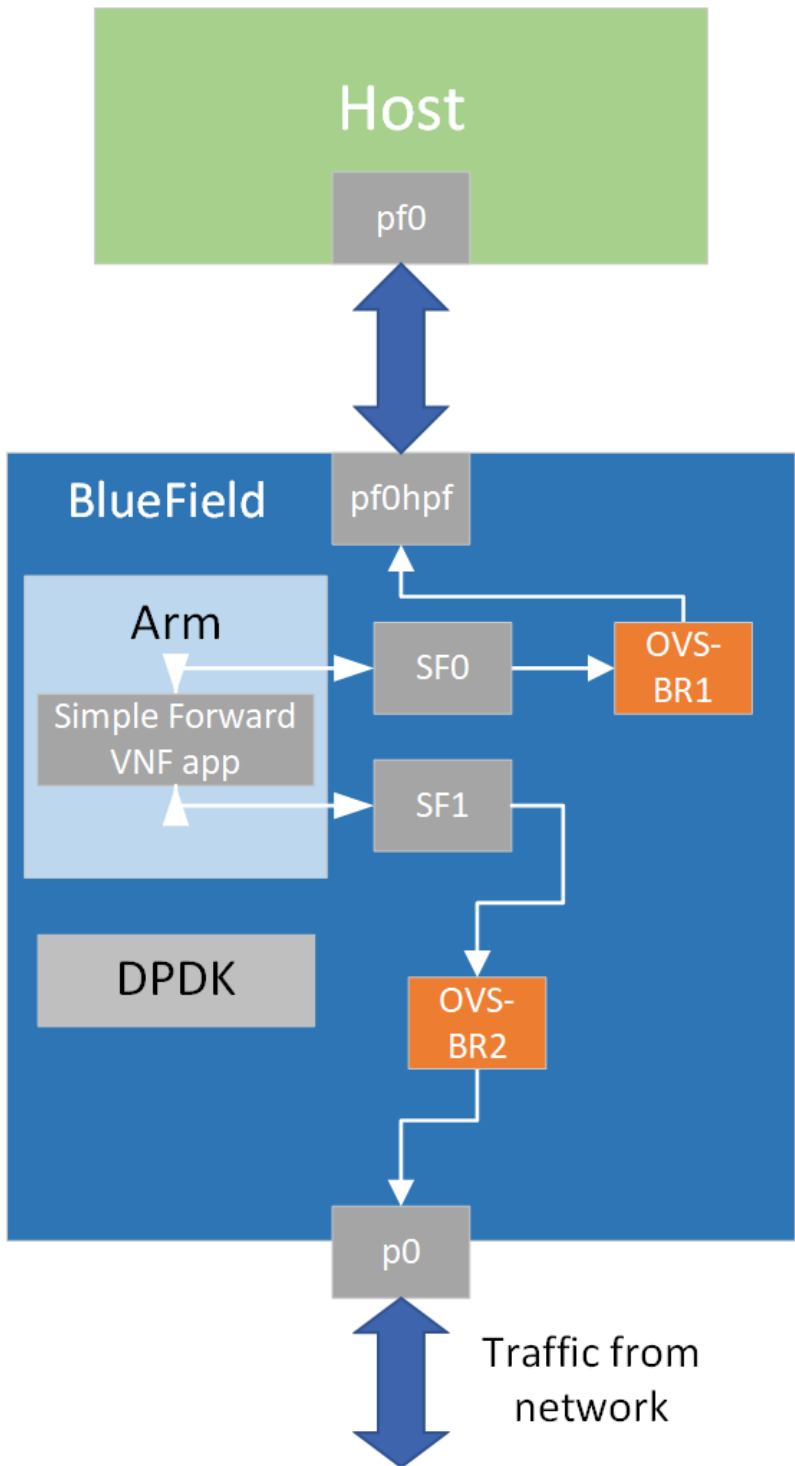 Host
pf0
BlueField
pf0hpf
Arm
SF0
OVS-
BR1
Simple Forward
VNF app
SF1
DPDK
OVS-
BR2
p0
Traffic from
network